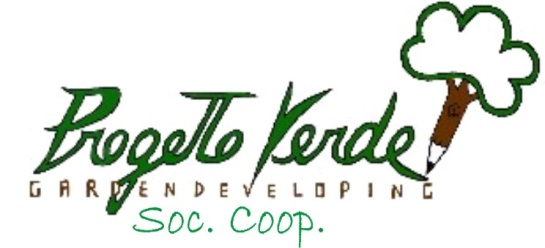 Progetto Verde
GARDENDEVELOPING
Soc. Coop.